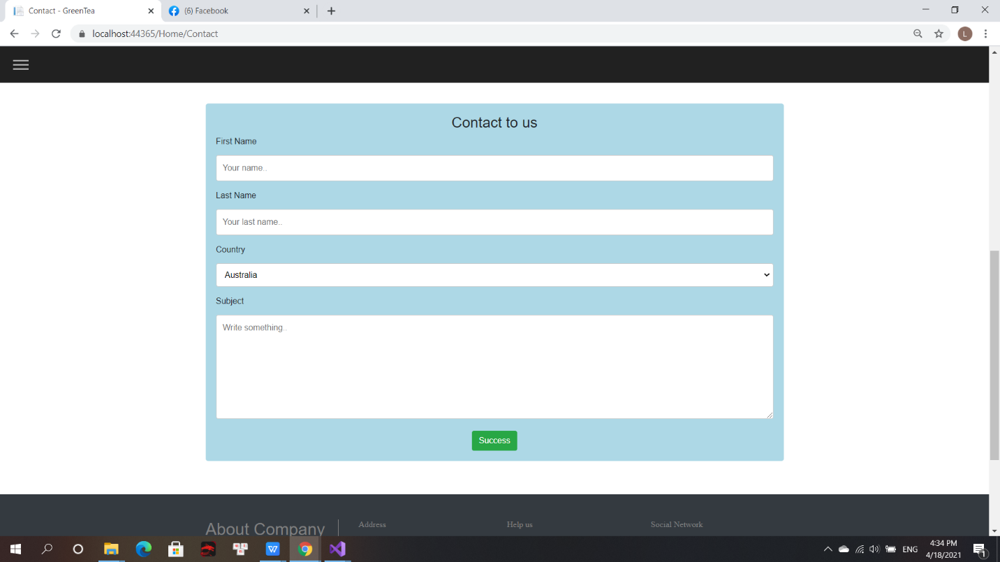 Contact - GreenTea
(6) Facebook
localhost:44365/Home/Contact
L
Contact to us
First Name
Your name..
Last Name
Your last name..
Country
Australia
Subject
Write something..
Success
About Company
Address
Help us
Social Network
ENG
4:34 PM
4/18/2021
1